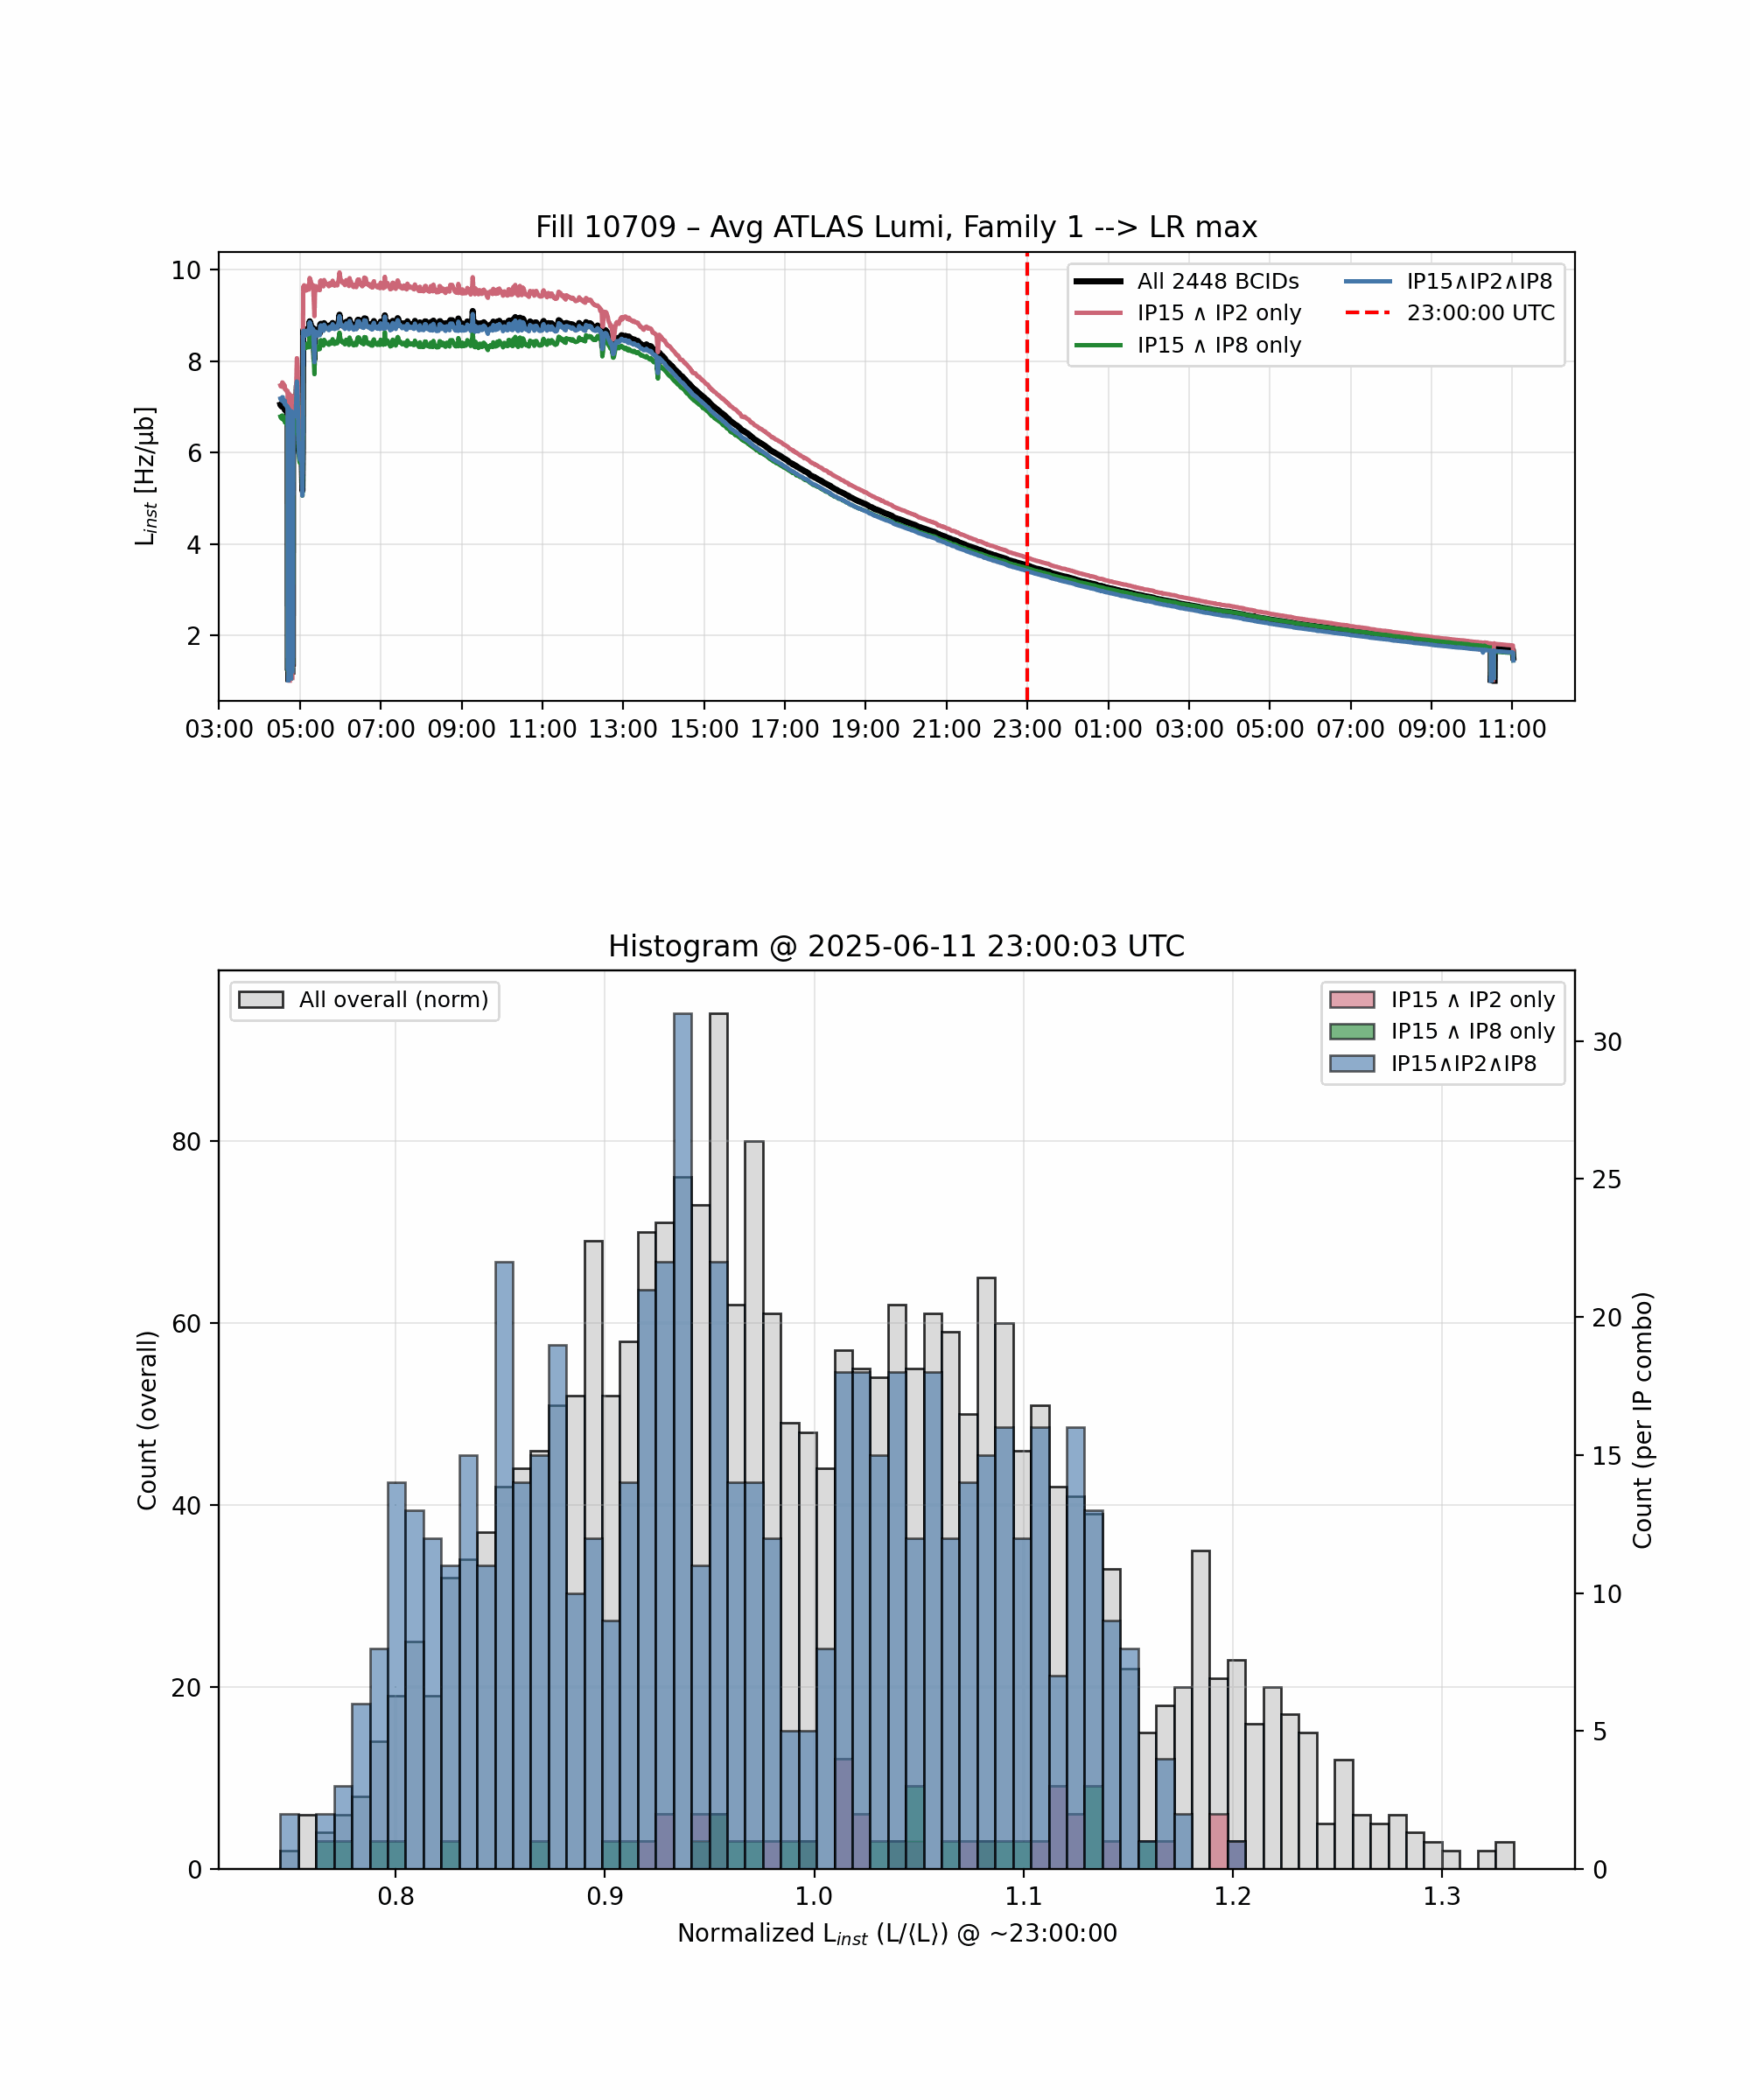 Fill 10709 – Avg ATLAS Lumi, Family 1 --> LR max
L_inst [Hz/μb]
10
8
6
4
2
All 2448 BCIDs
IP15 ∧ IP2 only
IP15 ∧ IP8 only
IP15∧IP2∧IP8
23:00:00 UTC
03:00 05:00 07:00 09:00 11:00 13:00 15:00 17:00 19:00 21:00 23:00 01:00 03:00 05:00 07:00 09:00 11:00
Histogram @ 2025-06-11 23:00:03 UTC
All overall (norm)
IP15 ∧ IP2 only
IP15 ∧ IP8 only
IP15∧IP2∧IP8
Count (overall)
80
60
40
20
0
Count (per IP combo)
30
25
20
15
10
5
0
0.8 0.9 1.0 1.1 1.2 1.3
Normalized L_inst (L/⟨L⟩) @ ~23:00:00